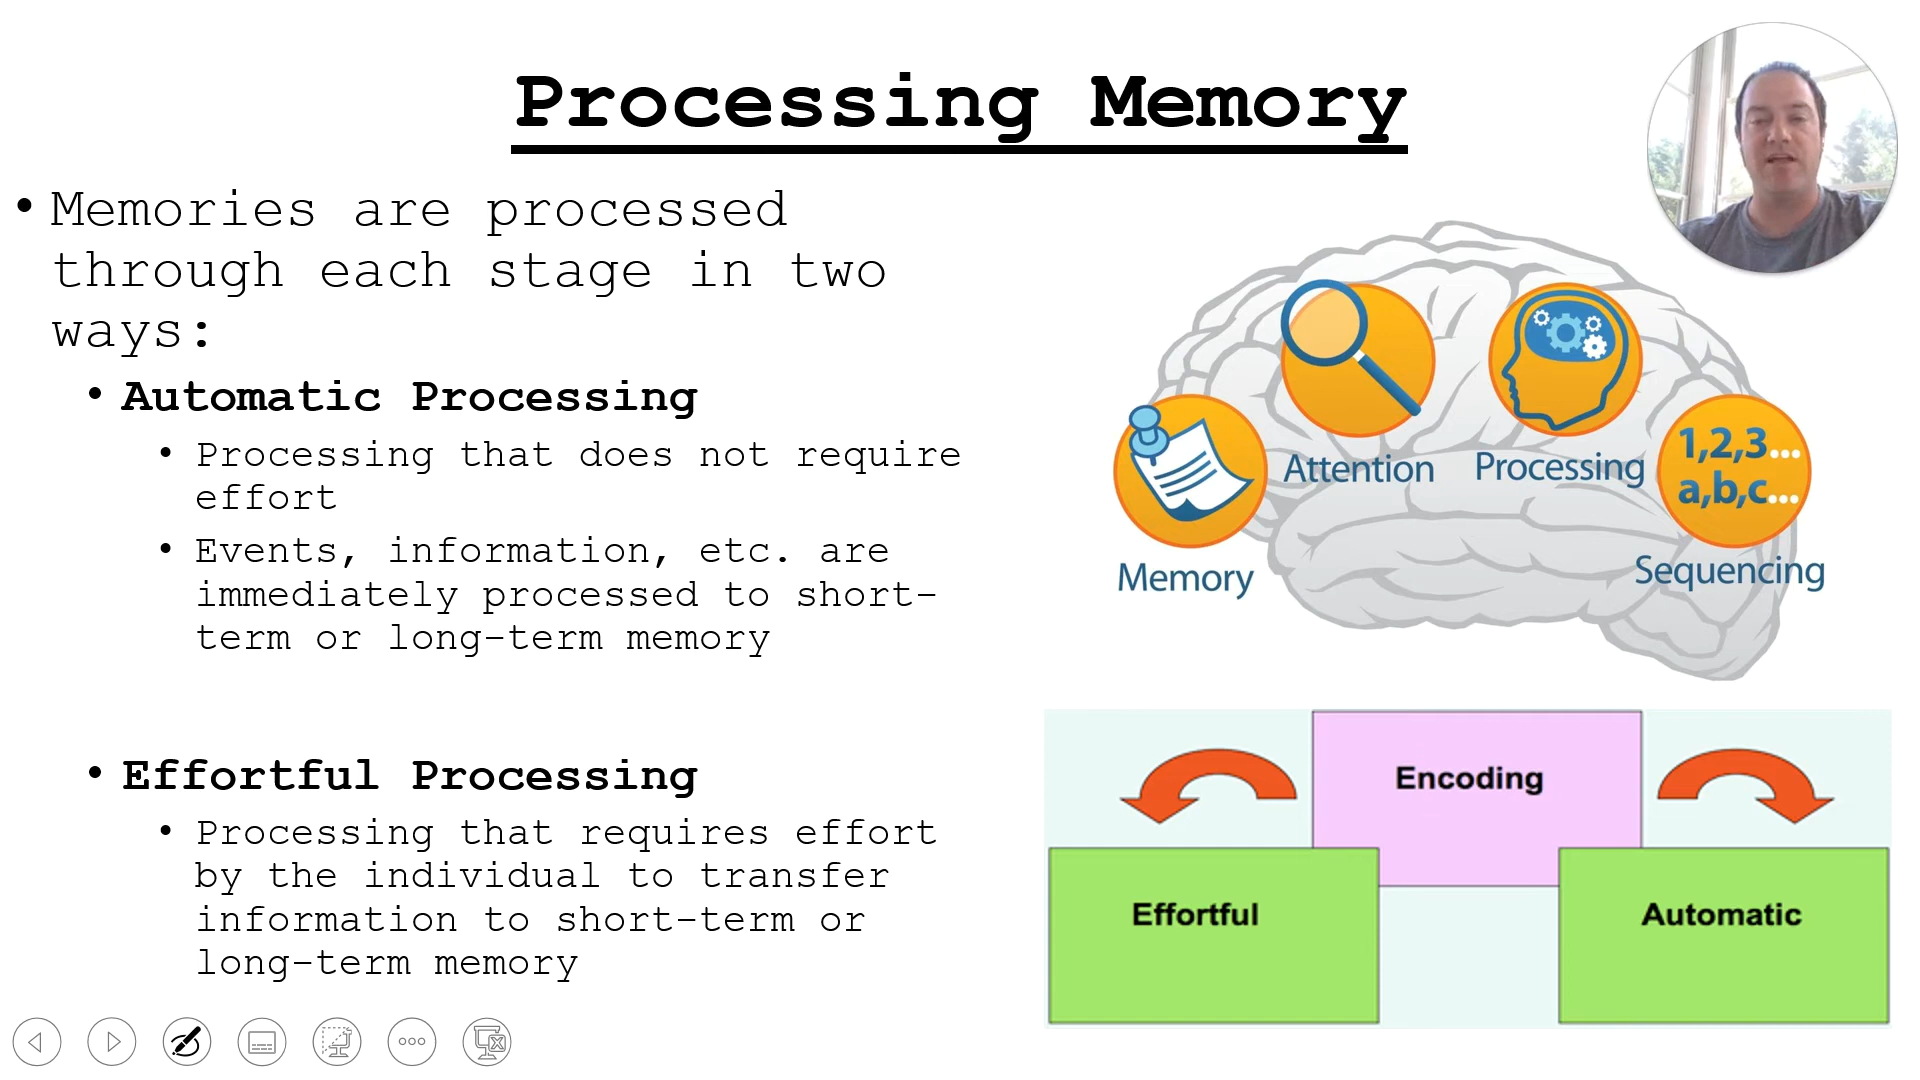 Processing Memory
• Memories are processed
through each stage in two
ways:
• Automatic Processing
• Processing that does not require
effort
• Events, information, etc. are
immediately processed to short-
term or long-term memory
• Effortful Processing
• Processing that requires effort
by the individual to transfer
information to short-term or
long-term memory
Attention
Processing
1,2,3...
a,b,c...
Memory
Sequencing
Encoding
Effortful
Automatic